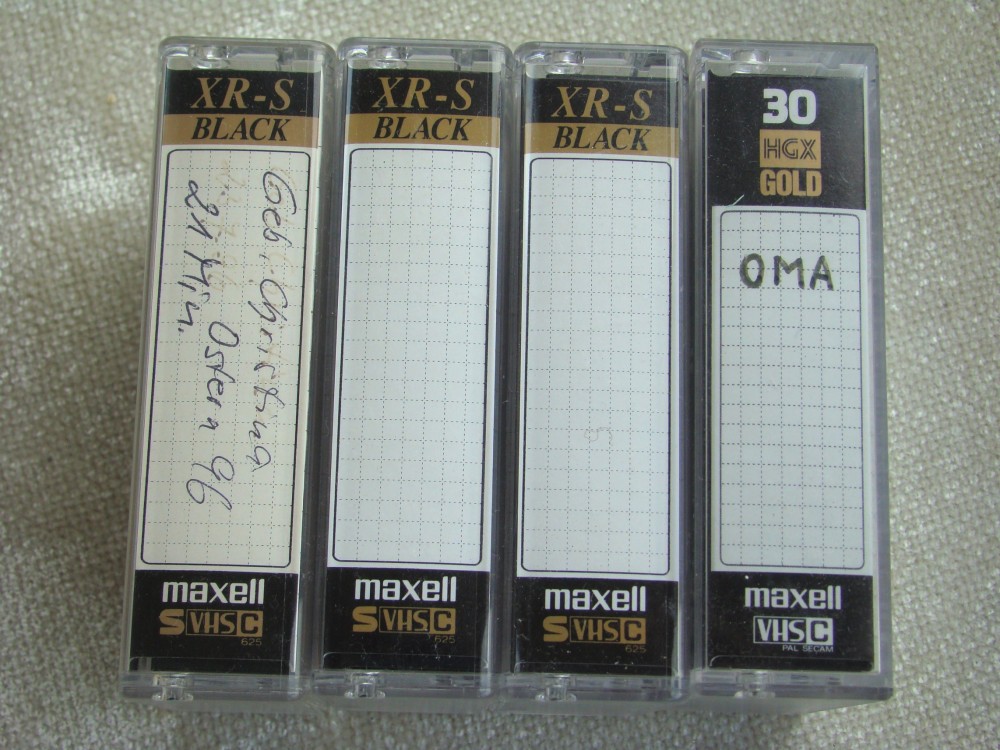 XR-S
BLACK
Geb. Christina
Ostern 96
21 Min.
maxell
S VHS C
625
XR-S
BLACK
maxell
S VHS C
625
XR-S
BLACK
maxell
S VHS C
625
30
HGX
GOLD
OMA
maxell
VHS C
PAL SECAM